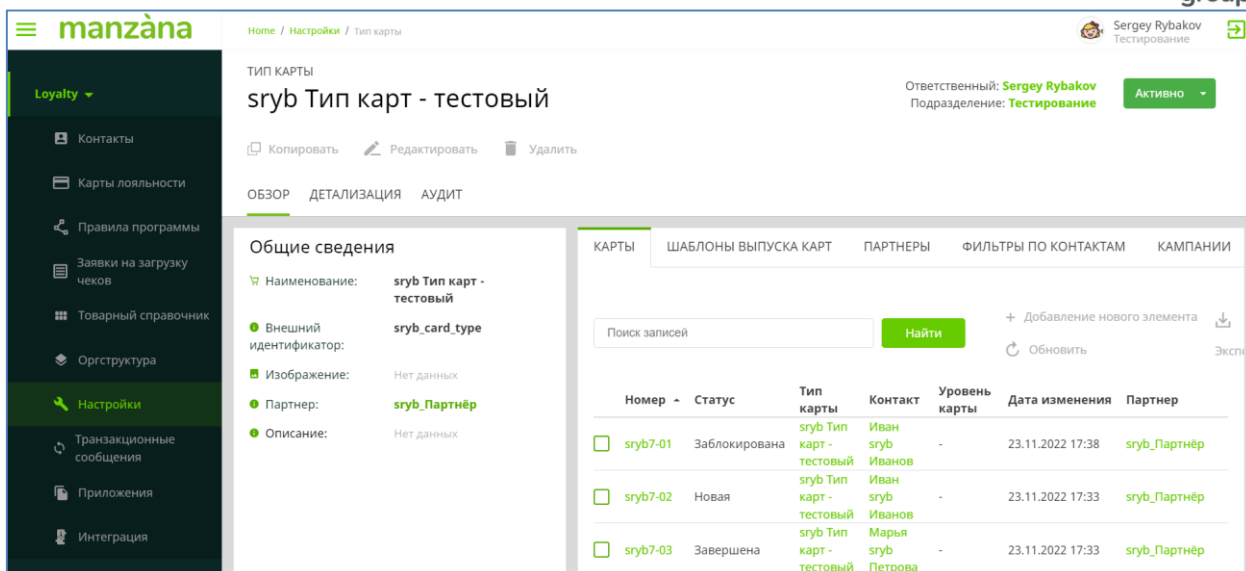 group
manzàna
Home / Настройки / Тип карты
Sergey Rybakov
Тестирование
Loyalty
Контакты
Карты лояльности
Правила программы
Заявки на загрузку
чеков
Товарный справочник
Оргструктура
Настройки
Транзакционные
сообщения
Приложения
Интеграция
ТИП КАРТЫ
sryb Тип карт - тестовый
Ответственный: Sergey Rybakov
Подразделение: Тестирование
Активно
Копировать Редактировать Удалить
ОБЗОР ДЕТАЛИЗАЦИЯ АУДИТ
Общие сведения
Наименование: sryb Тип карт -
тестовый
Внешний sryb_card_type
идентификатор:
Изображение: Нет данных
Партнер: sryb_Партнёр
Описание: Нет данных
КАРТЫ ШАБЛОНЫ ВЫПУСКА КАРТ ПАРТНЕРЫ ФИЛЬТРЫ ПО КОНТАКТАМ КАМПАНИИ
Поиск записей Найти
+ Добавление нового элемента
Обновить
Номер Статус Тип карты Контакт Уровень карты Дата изменения Партнер
sryb7-01 Заблокирована sryb Тип карт - тестовый Иван sryb Иванов - 23.11.2022 17:38 sryb_Партнёр
sryb7-02 Новая sryb Тип карт - тестовый Иван sryb Иванов - 23.11.2022 17:33 sryb_Партнёр
sryb7-03 Завершена sryb Тип карт - тестовый Марья sryb Петрова - 23.11.2022 17:33 sryb_Партнёр